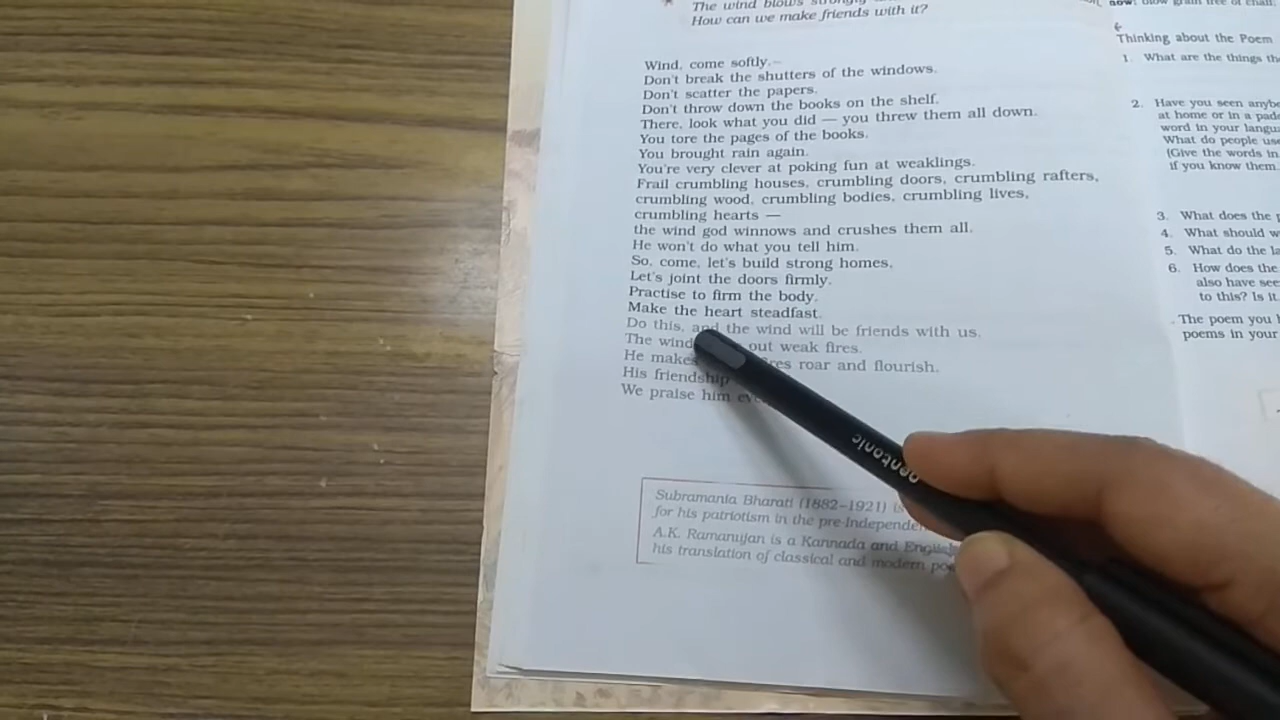 The wind blows strongly
How can we make friends with it?
Wind, come softly.
Don't break the shutters of the windows.
Don't scatter the papers.
Don't throw down the books on the shelf.
There, look what you did — you threw them all down.
You tore the pages of the books.
You brought rain again.
You're very clever at poking fun at weaklings.
Frail crumbling houses, crumbling doors, crumbling rafters,
crumbling wood, crumbling bodies, crumbling lives,
crumbling hearts —
the wind god winnows and crushes them all.
He won't do what you tell him.
So, come, let's build strong homes,
Let's joint the doors firmly.
Practise to firm the body.
Make the heart steadfast.
Do this, and the wind will be friends with us.
The wind out weak fires.
He makes roar and flourish.
His friendship
We praise him
Subramania Bharati (1882–1921) is
for his patriotism in the pre-Independen
A.K. Ramanujan is a Kannada and English
his translation of classical and modern
now: blow grain free of chaff.
Thinking about the Poem
1. What are the things
2. Have you seen
at home or in a
word in your
What do people
(Give the words in
if you know them.
3. What does the
4. What should
5. What do the
6. How does the
also have
to this? Is
The poem you
poems in your
pentonic